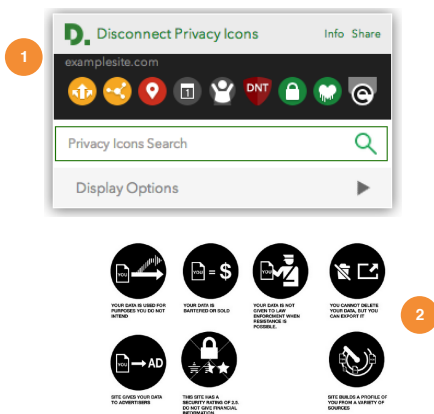 D. Disconnect Privacy Icons Info Share
1
examplesite.com
1 DNT @
Privacy Icons Search
Display Options
YOU
YOU = $
YOU
2
YOUR DATA IS USED FOR
PURPOSES YOU DO NOT
INTEND
YOUR DATA IS
BARTERED OR SOLD
YOUR DATA IS NOT
GIVEN TO LAW
ENFORCEMENT WHEN
RESISTANCE IS
POSSIBLE.
YOU CANNOT DELETE
YOUR DATA, BUT YOU
CAN EXPORT IT
YOU AD
SITE GIVES YOUR DATA
TO ADVERTISERS
THIS SITE HAS A
SECURITY RATING OF 2.5.
DO NOT GIVE FINANCIAL
INFORMATION
SITE BUILDS A PROFILE OF
YOU FROM A VARIETY OF
SOURCES